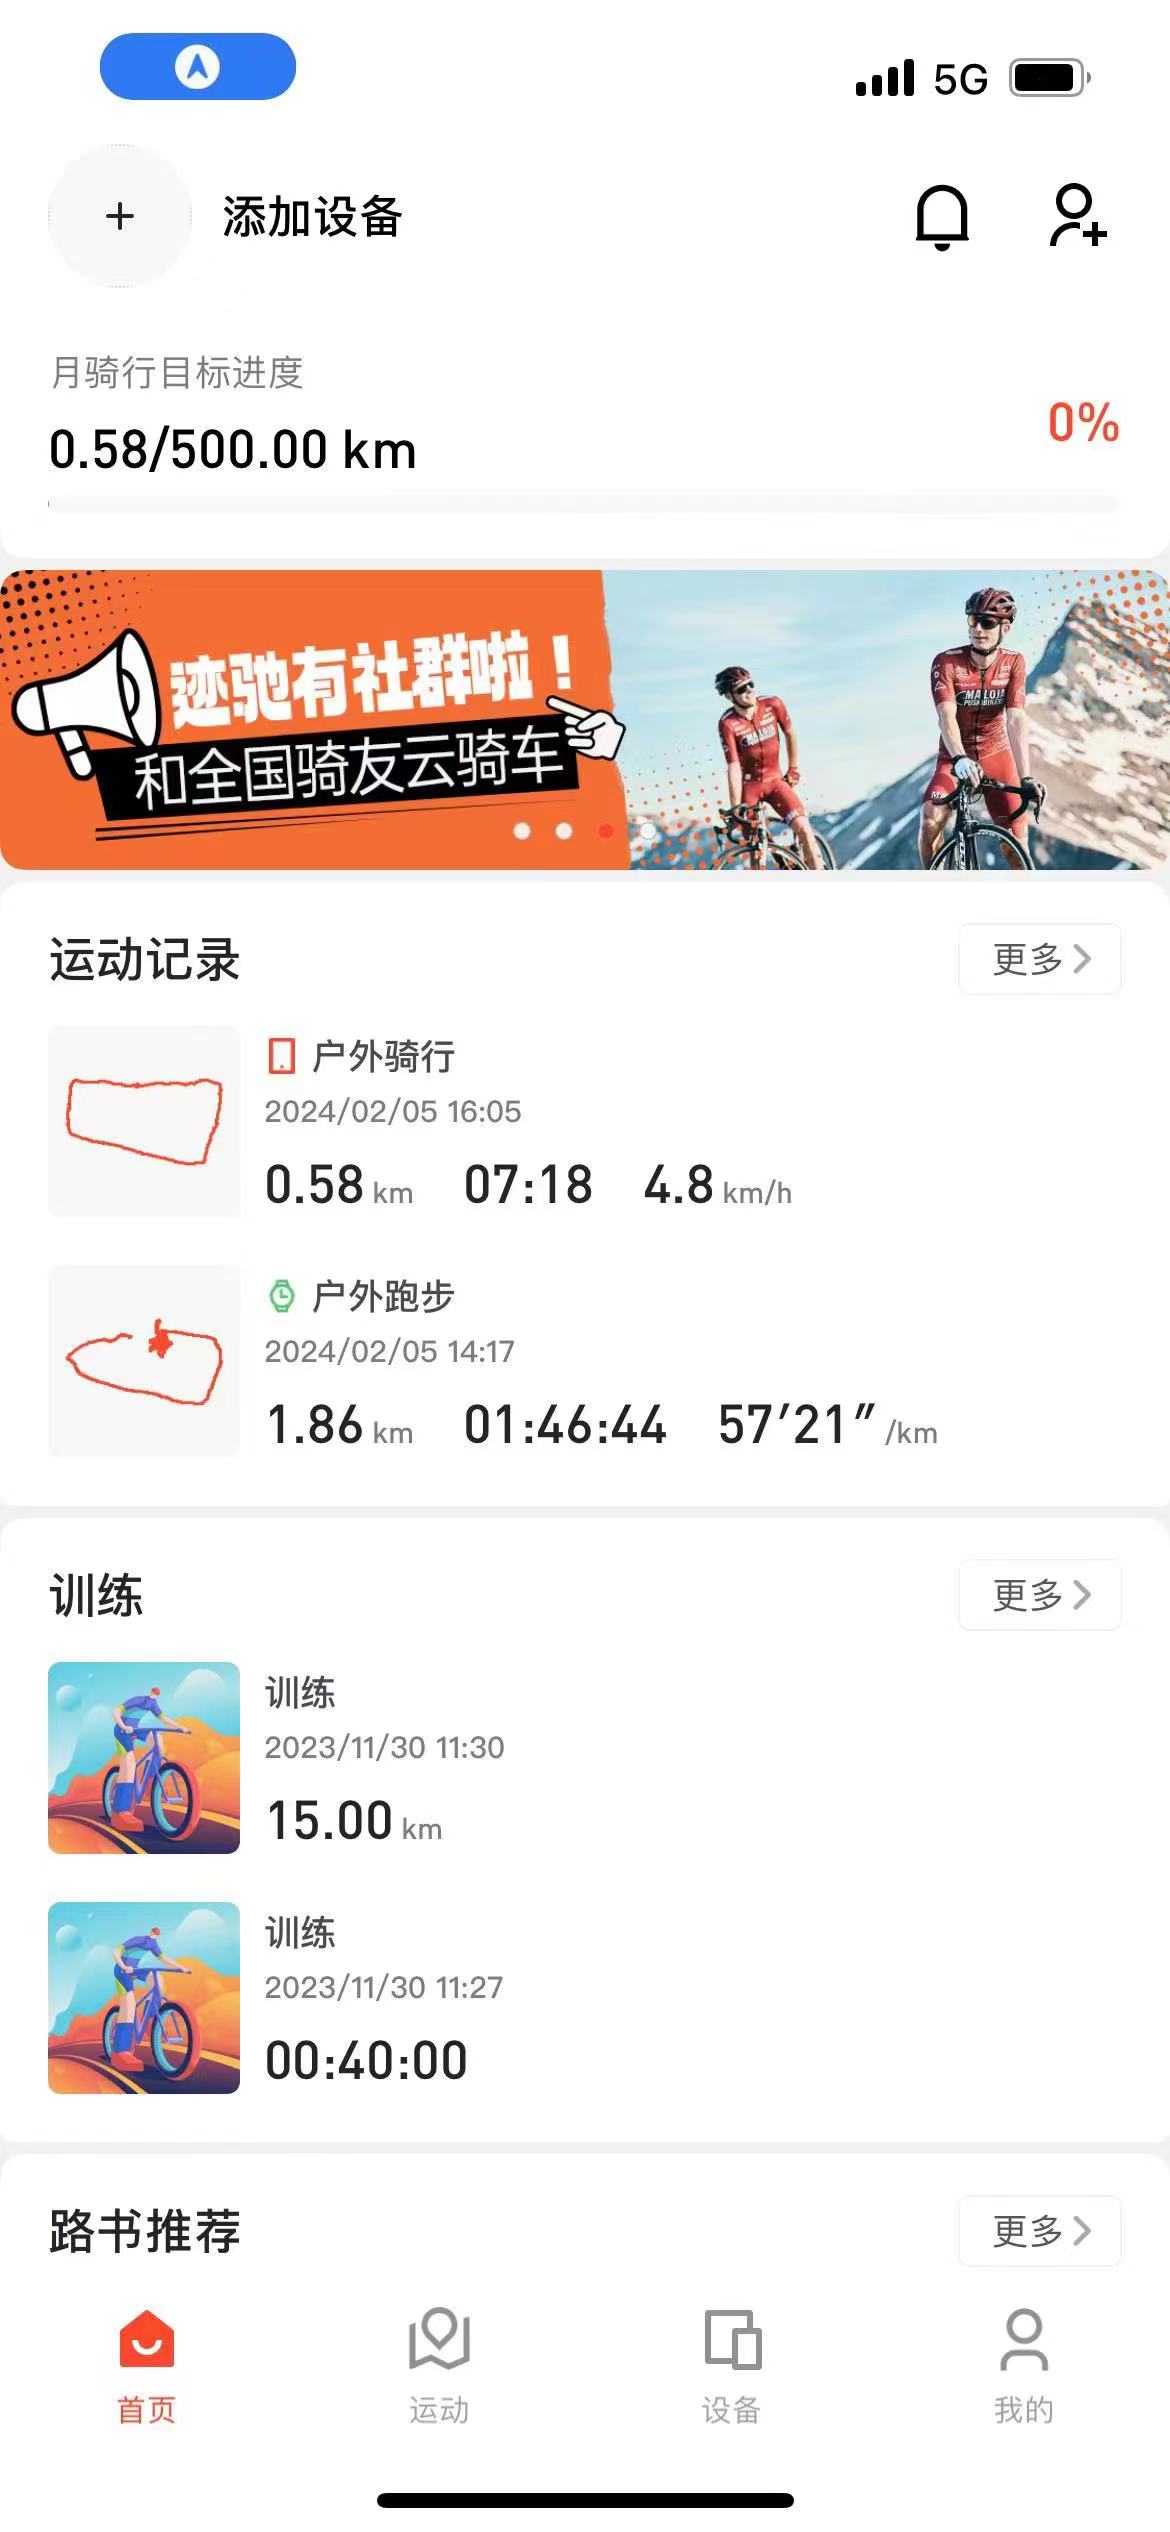 5G
添加设备
月骑行目标进度
0.58/500.00 km
0%
迹驰有社群啦！
和全国骑友云骑车
MALOJA
PUSHBIKERS
运动记录
更多
户外骑行
2024/02/05 16:05
0.58 km 07:18 4.8 km/h
户外跑步
2024/02/05 14:17
1.86 km 01:46:44 57′21″ /km
训练
更多
训练
2023/11/30 11:30
15.00 km
训练
2023/11/30 11:27
00:40:00
路书推荐
更多
首页 运动 设备 我的